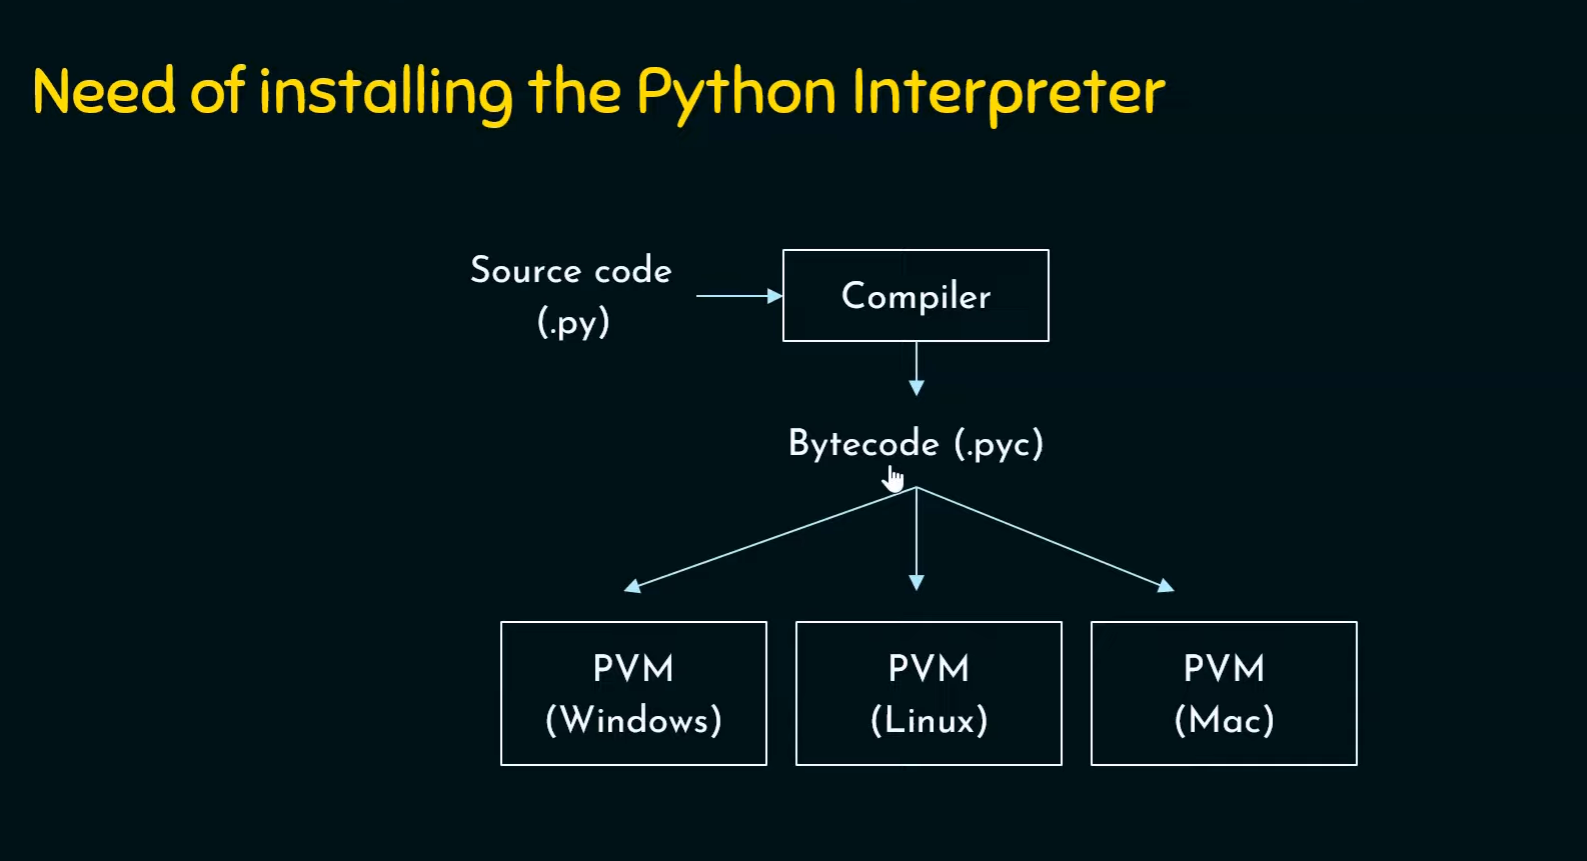 Need of installing the Python Interpreter
Source code
(.py)
Compiler
Bytecode (.pyc)
PVM
(Windows)
PVM
(Linux)
PVM
(Mac)